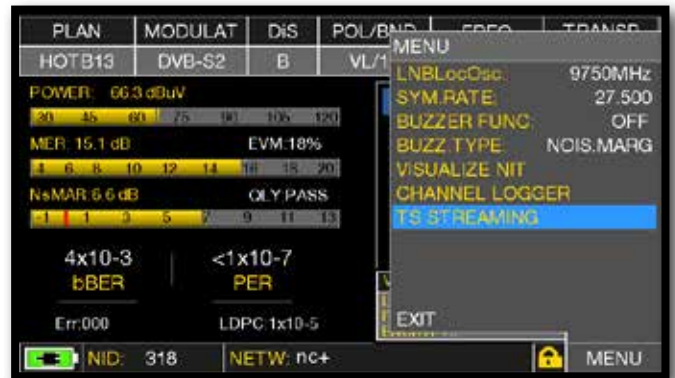 PLAN MODULAT DiS POL/BND FREQ TRANSP
HOTB13 DVB-S2 B VL/1
MENU
LNBLocOsc: 9750MHz
SYM.RATE: 27.500
BUZZER FUNC: OFF
BUZZ.TYPE: NOIS.MARG
VISUALIZE NIT
CHANNEL LOGGER
TS STREAMING
EXIT
POWER: 66.3 dBuV
30 45 60 75 90 105 120
MER: 15.1 dB EVM:18%
4 6 8 10 12 14 16 18 20
NsMAR:6.6 dB QLY:PASS
-1 1 3 5 7 9 11 13
4x10-3 <1x10-7
bBER PER
Err:000 LDPC:1x10-5
NID: 318 NETW: nc+ MENU